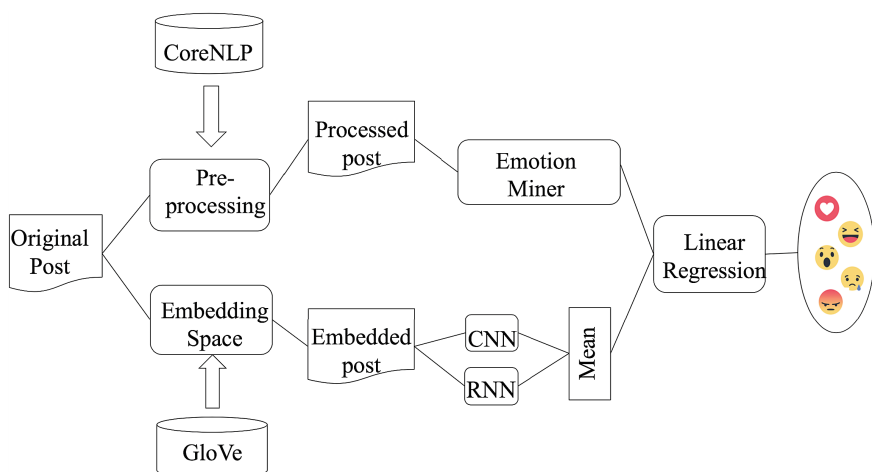 CoreNLP
Processed
post
Pre-
processing
Emotion
Miner
Original
Post
Linear
Regression
Embedding
Space
Embedded
post
CNN
RNN
Mean
GloVe